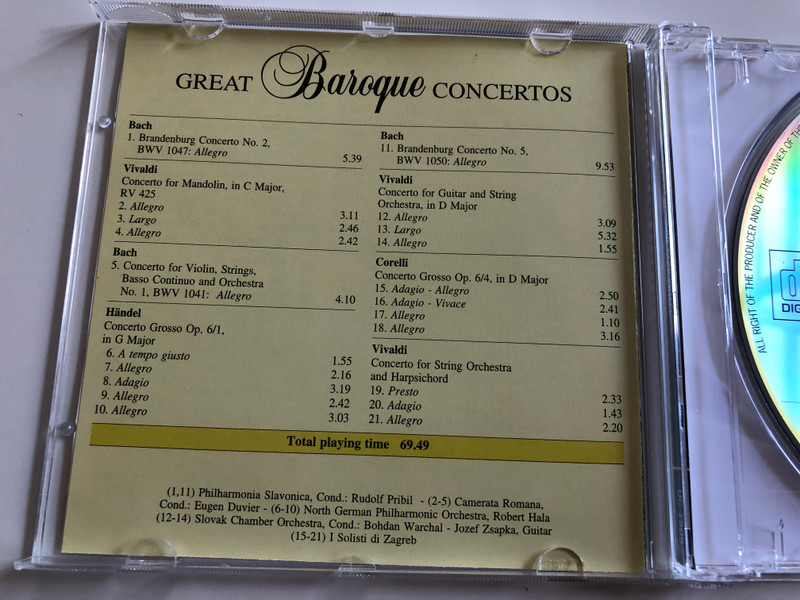 GREAT Baroque CONCERTOS
Bach
1. Brandenburg Concerto No. 2,
BWV 1047: Allegro 5.39
Vivaldi
Concerto for Mandolin, in C Major,
RV 425
2. Allegro 3.11
3. Largo 2.46
4. Allegro 2.42
Bach
5. Concerto for Violin, Strings,
Basso Continuo and Orchestra
No. 1, BWV 1041: Allegro 4.10
Händel
Concerto Grosso Op. 6/1,
in G Major
6. A tempo giusto 1.55
7. Allegro 2.16
8. Adagio 3.19
9. Allegro 2.42
10. Allegro 3.03
Bach
11. Brandenburg Concerto No. 5,
BWV 1050: Allegro 9.53
Vivaldi
Concerto for Guitar and String
Orchestra, in D Major
12. Allegro 3.09
13. Largo 5.32
14. Allegro 1.55
Corelli
Concerto Grosso Op. 6/4, in D Major
15. Adagio - Allegro 2.50
16. Adagio - Vivace 2.41
17. Allegro 1.10
18. Allegro 3.16
Vivaldi
Concerto for String Orchestra
and Harpsichord
19. Presto 2.33
20. Adagio 1.43
21. Allegro 2.20
Total playing time 69.49
(1,11) Philharmonia Slavonica, Cond.: Rudolf Pribil - (2-5) Camerata Romana,
Cond.: Eugen Duvier - (6-10) North German Philharmonic Orchestra, Robert Hala
(12-14) Slovak Chamber Orchestra, Cond.: Bohdan Warchal - Jozef Zsapka, Guitar
(15-21) I Solisti di Zagreb
ALL RIGHT OF THE PRODUCER AND OF THE OWNER OF